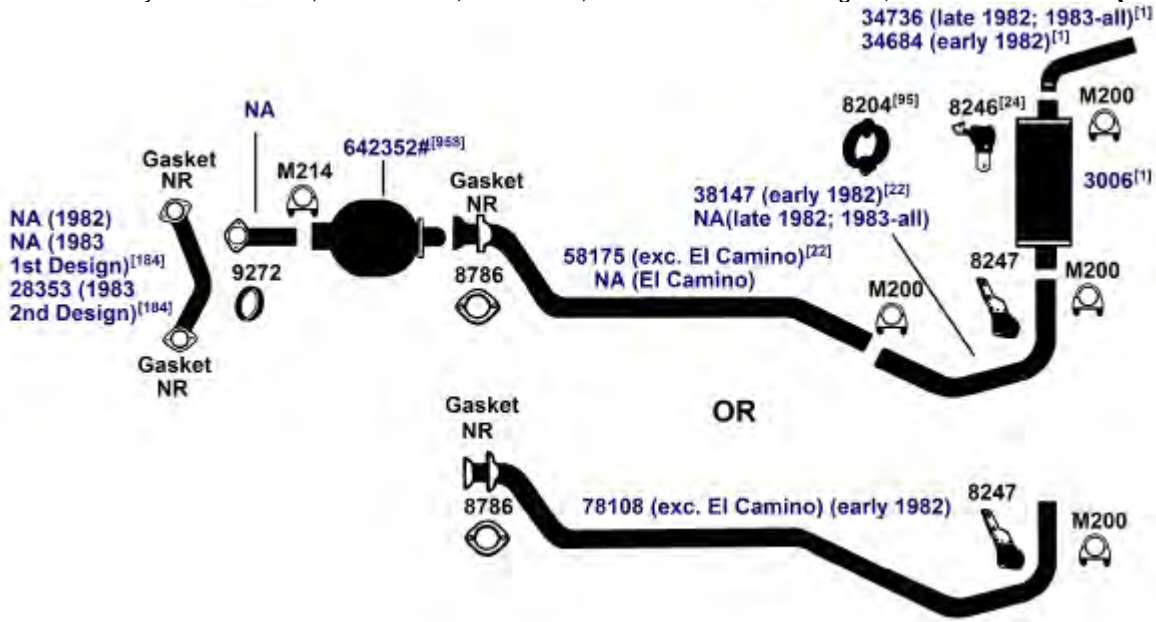 34736 (late 1982; 1983-all)[1]
34684 (early 1982)[1]
NA
8204[95]
8246[24]
M200
Gasket
NR
M214
642352#[958]
Gasket
NR
3006[1]
38147 (early 1982)[22]
NA(late 1982; 1983-all)
NA (1982)
NA (1983
1st Design)[184]
28353 (1983
2nd Design)[184]
9272
8786
58175 (exc. El Camino)[22]
NA (El Camino)
8247
M200
M200
Gasket
NR
Gasket
NR
OR
8786
78108 (exc. El Camino) (early 1982)
8247
M200